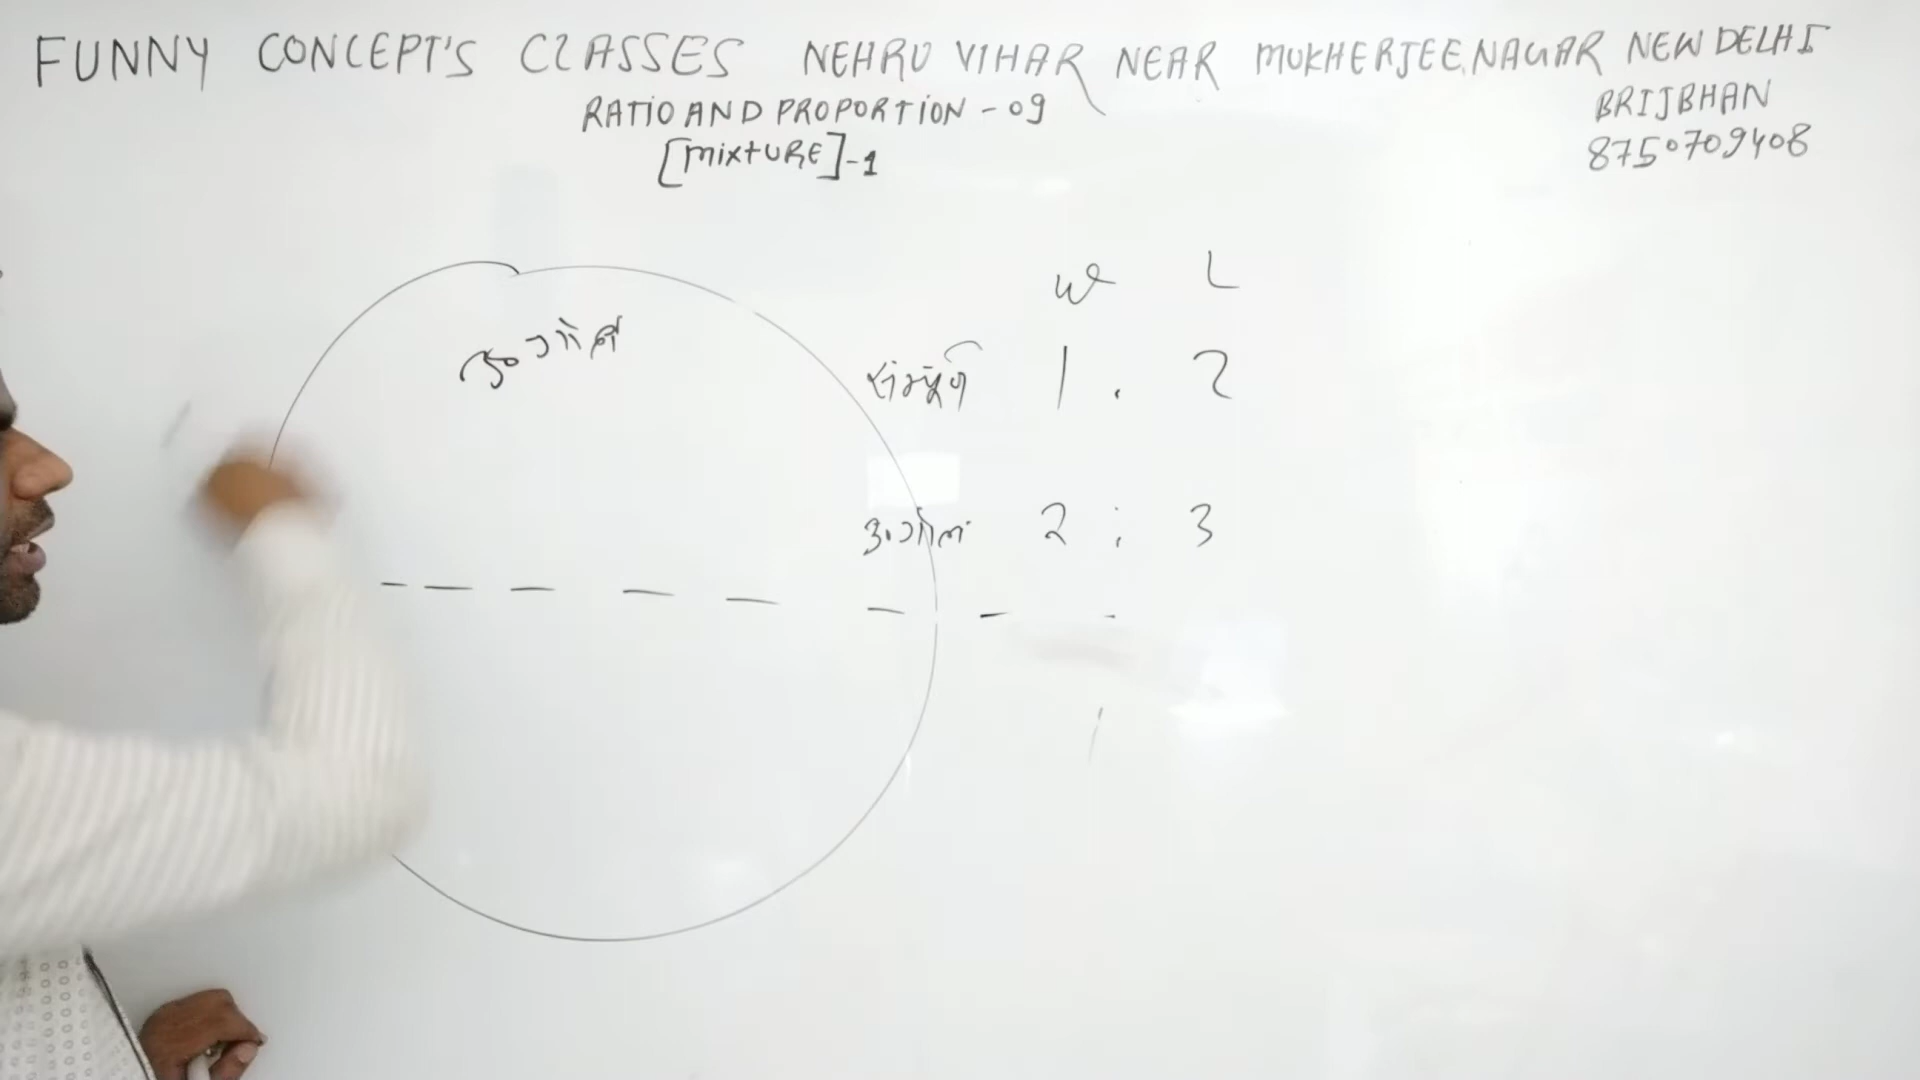 FUNNY CONCEPT'S CLASSES NEHRU VIHAR NEAR MUKHERJEE NAGAR NEW DELHI
RATIO AND PROPORTION - 09
BRIJBHAN
[MIXTURE]-1
8750709408
W L
1 . 2
2 : 3